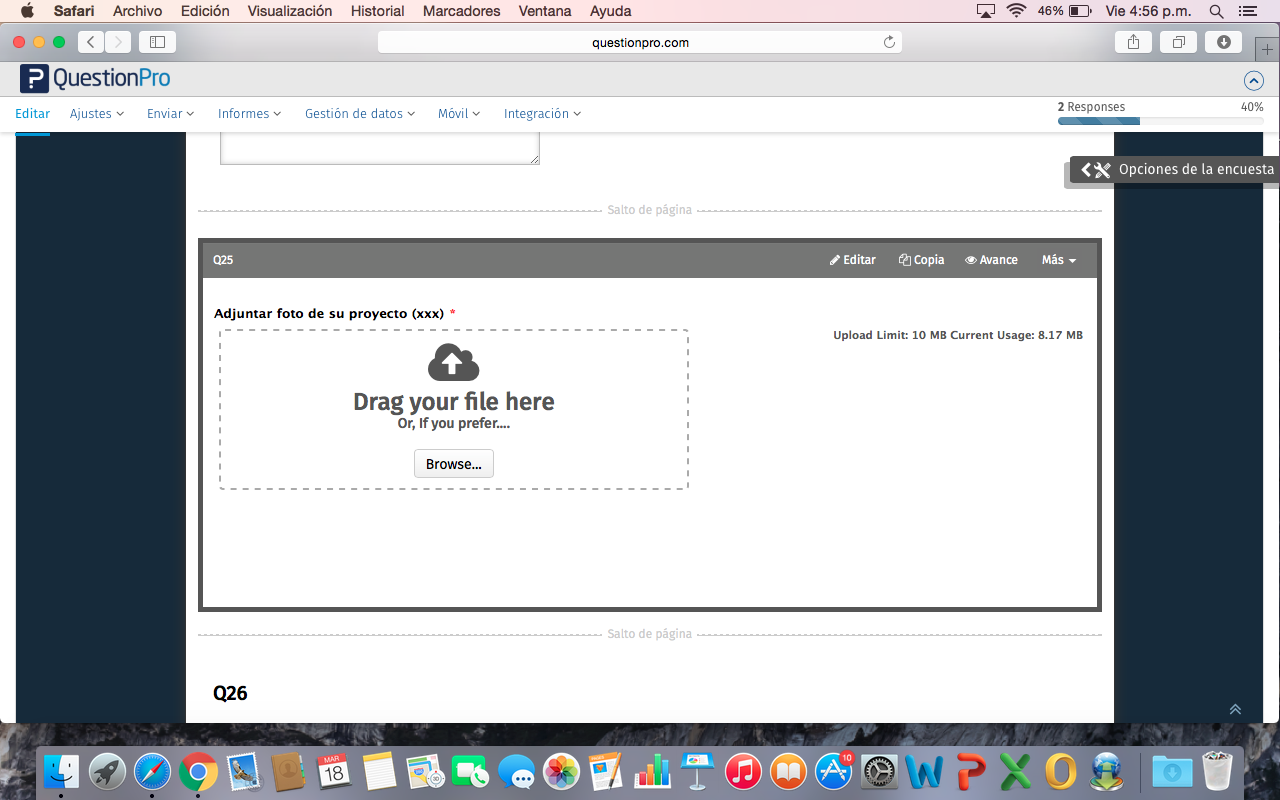 Safari Archivo Edición Visualización Historial Marcadores Ventana Ayuda 46% Vie 4:56 p.m.
questionpro.com
QuestionPro
Editar Ajustes Enviar Informes Gestión de datos Móvil Integración 2 Responses 40%
Opciones de la encuesta
Salto de página
Q25 Editar Copia Avance Más
Adjuntar foto de su proyecto (xxx) *
Upload Limit: 10 MB Current Usage: 8.17 MB
Drag your file here
Or, If you prefer....
Browse...
Salto de página
Q26
MAR
18
10